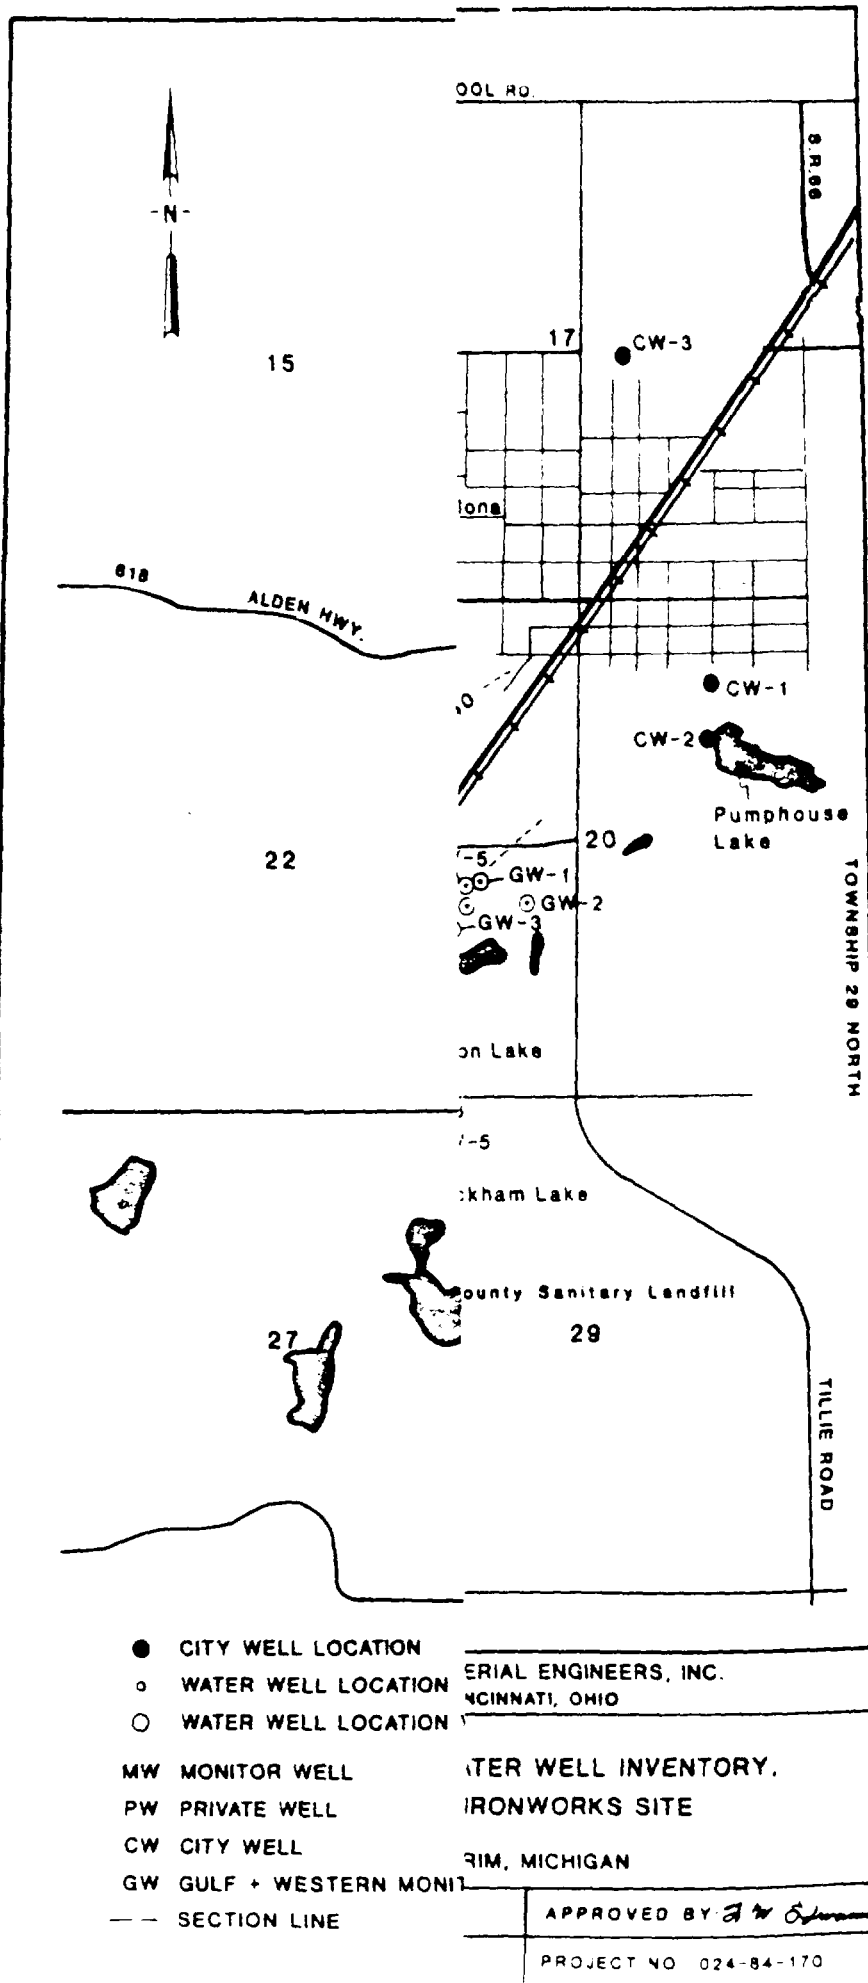 OOL RD.
S.R.66
-N-
17
CW-3
15
lona
618
ALDEN HWY.
CW-1
CW-2
Pumphouse
Lake
20
22
-5
GW-1
GW-2
GW-3
TOWNSHIP 29 NORTH
on Lake
-5
ckham Lake
ounty Sanitary Landfill
27
29
TILLIE ROAD
CITY WELL LOCATION
WATER WELL LOCATION
WATER WELL LOCATION
MW MONITOR WELL
PW PRIVATE WELL
CW CITY WELL
GW GULF + WESTERN MONIT
-- SECTION LINE
ERIAL ENGINEERS, INC.
NCINNATI, OHIO
TER WELL INVENTORY,
IRONWORKS SITE
RIM, MICHIGAN
APPROVED BY
PROJECT NO 024-84-170